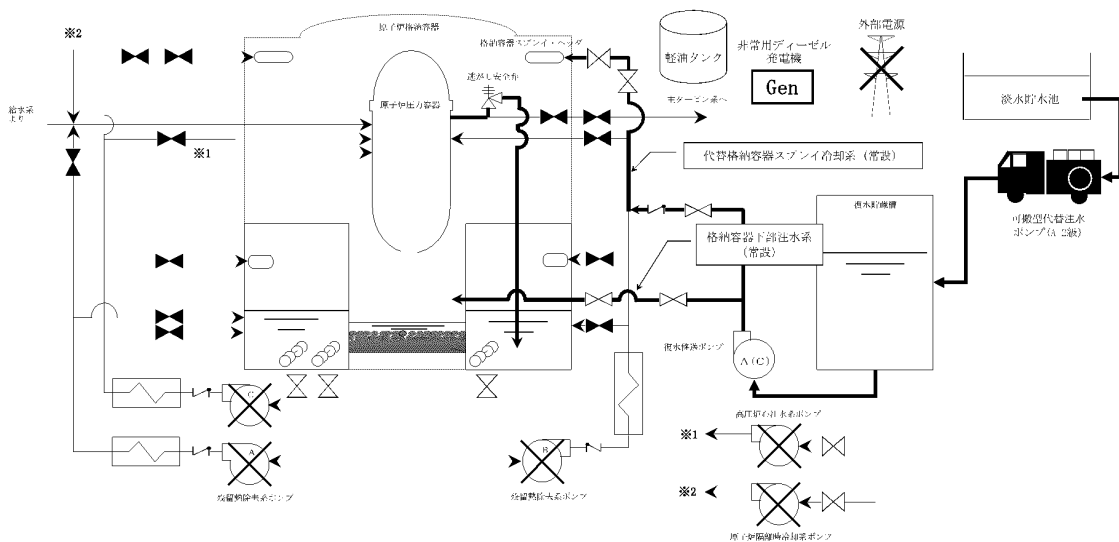 ※2
原子炉格納容器
格納容器スプレイ・ヘッダ
逃がし安全弁
原子炉圧力容器
給水系
より
※1
主タービン系へ
軽油タンク
非常用ディーゼル
発電機
Gen
外部電源
淡水貯水池
代替格納容器スプレイ冷却系（常設）
復水貯蔵槽
可搬型代替注水
ポンプ(A-2級)
格納容器下部注水系
（常設）
復水移送ポンプ
A(C)
C
A
残留熱除去系ポンプ
B
残留熱除去系ポンプ
高圧炉心注水系ポンプ
※1
※2
原子炉隔離時冷却系ポンプ